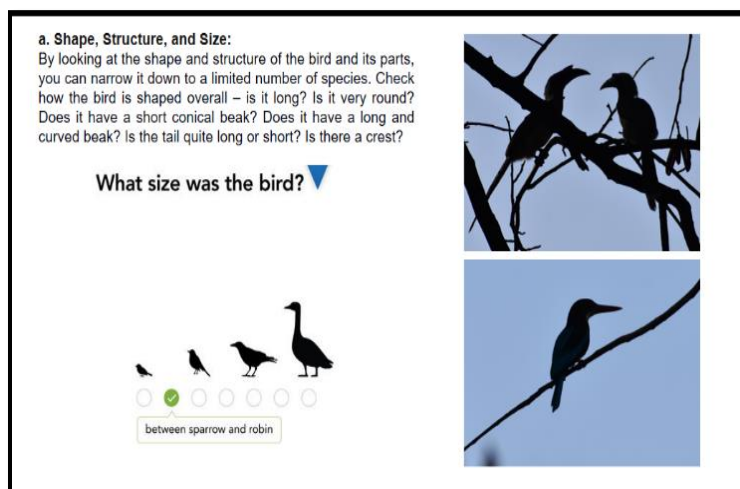 a. Shape, Structure, and Size:
By looking at the shape and structure of the bird and its parts,
you can narrow it down to a limited number of species. Check
how the bird is shaped overall – is it long? Is it very round?
Does it have a short conical beak? Does it have a long and
curved beak? Is the tail quite long or short? Is there a crest?
What size was the bird?
between sparrow and robin